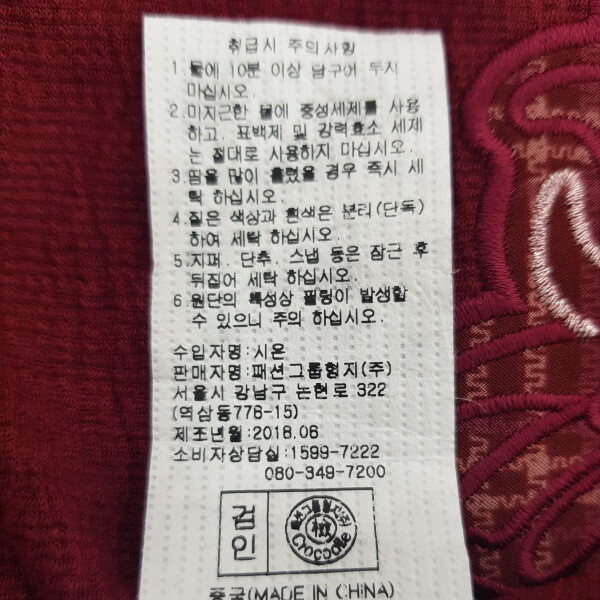 취급시 주의사항
1. 물에 10분 이상 담구어 두지
마십시오.
2. 미지근한 물에 중성세제를 사용
하고, 표백제 및 강력효소 세제
는 절대로 사용하지 마십시오.
3. 땀을 많이 흘렸을 경우 즉시 세
탁 하십시오.
4. 짙은 색상과 흰색은 분리(단독)
하여 세탁 하십시오.
5. 지퍼, 단추, 스냅 등은 잠근 후
뒤집어 세탁 하십시오.
6. 원단의 특성상 필링이 발생할
수 있으니 주의 하십시오.
수입자명:시온
판매자명:패션그룹형지(주)
서울시 강남구 논현로 322
(역삼동776-15)
제조년월:2018.06
소비자상담실:1599-7222
080-349-7200
검인
패션그룹형지(주)
Crocodile
중국(MADE IN CHINA)